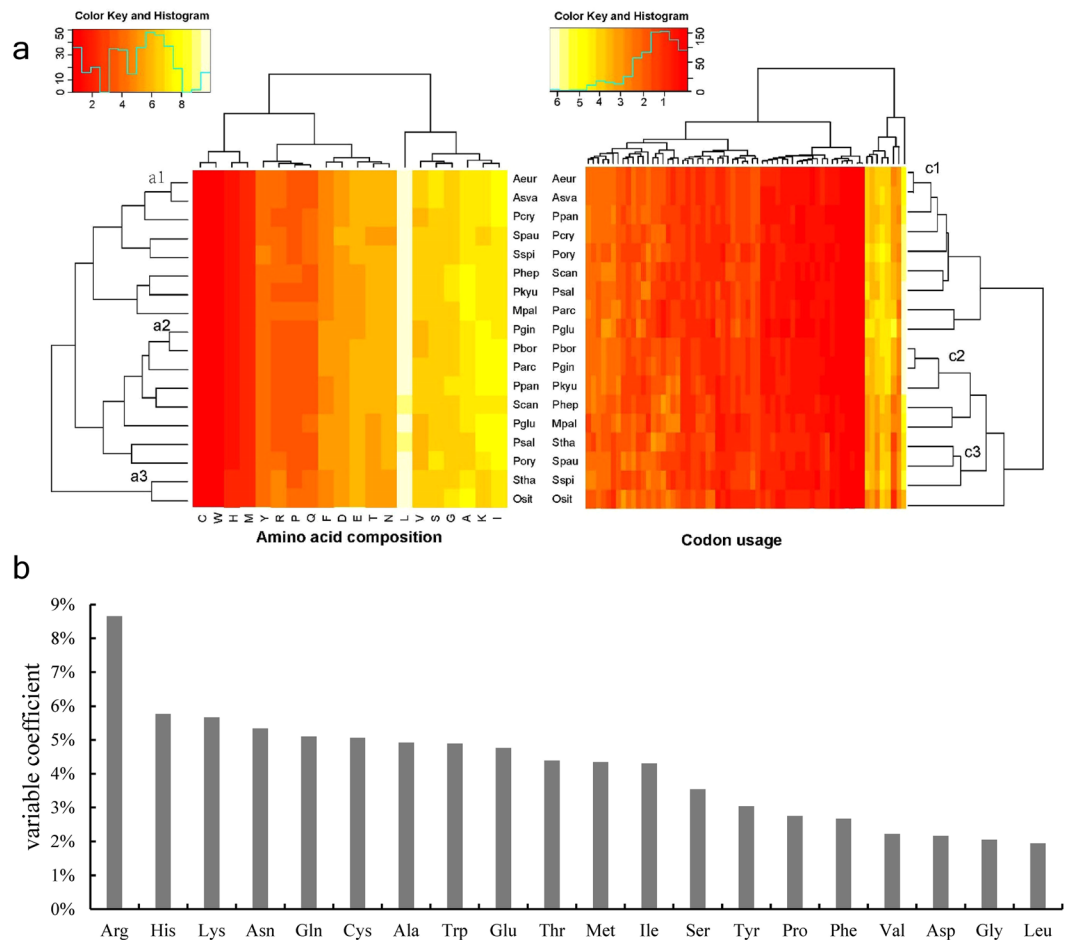 a
Color Key and Histogram
0 10 30 50
2 4 6 8
Color Key and Histogram
0 50 100 150
6 5 4 3 2 1
a1
a2
a3
c1
c2
c3
Aeur Aeur
Asva Asva
Pcry Ppan
Spau Pcry
Sspi Pory
Phep Scan
Pkyu Psal
Mpal Parc
Pgin Pglu
Pbor Pbor
Parc Pgin
Ppan Pkyu
Scan Phep
Pglu Mpal
Psal Stha
Pory Spau
Stha Sspi
Osit Osit
C W H M Y R P Q F D E T N L V S G A K I
Amino acid composition
Codon usage
b
variable coefficient
9%
8%
7%
6%
5%
4%
3%
2%
1%
0%
Arg His Lys Asn Gln Cys Ala Trp Glu Thr Met Ile Ser Tyr Pro Phe Val Asp Gly Leu